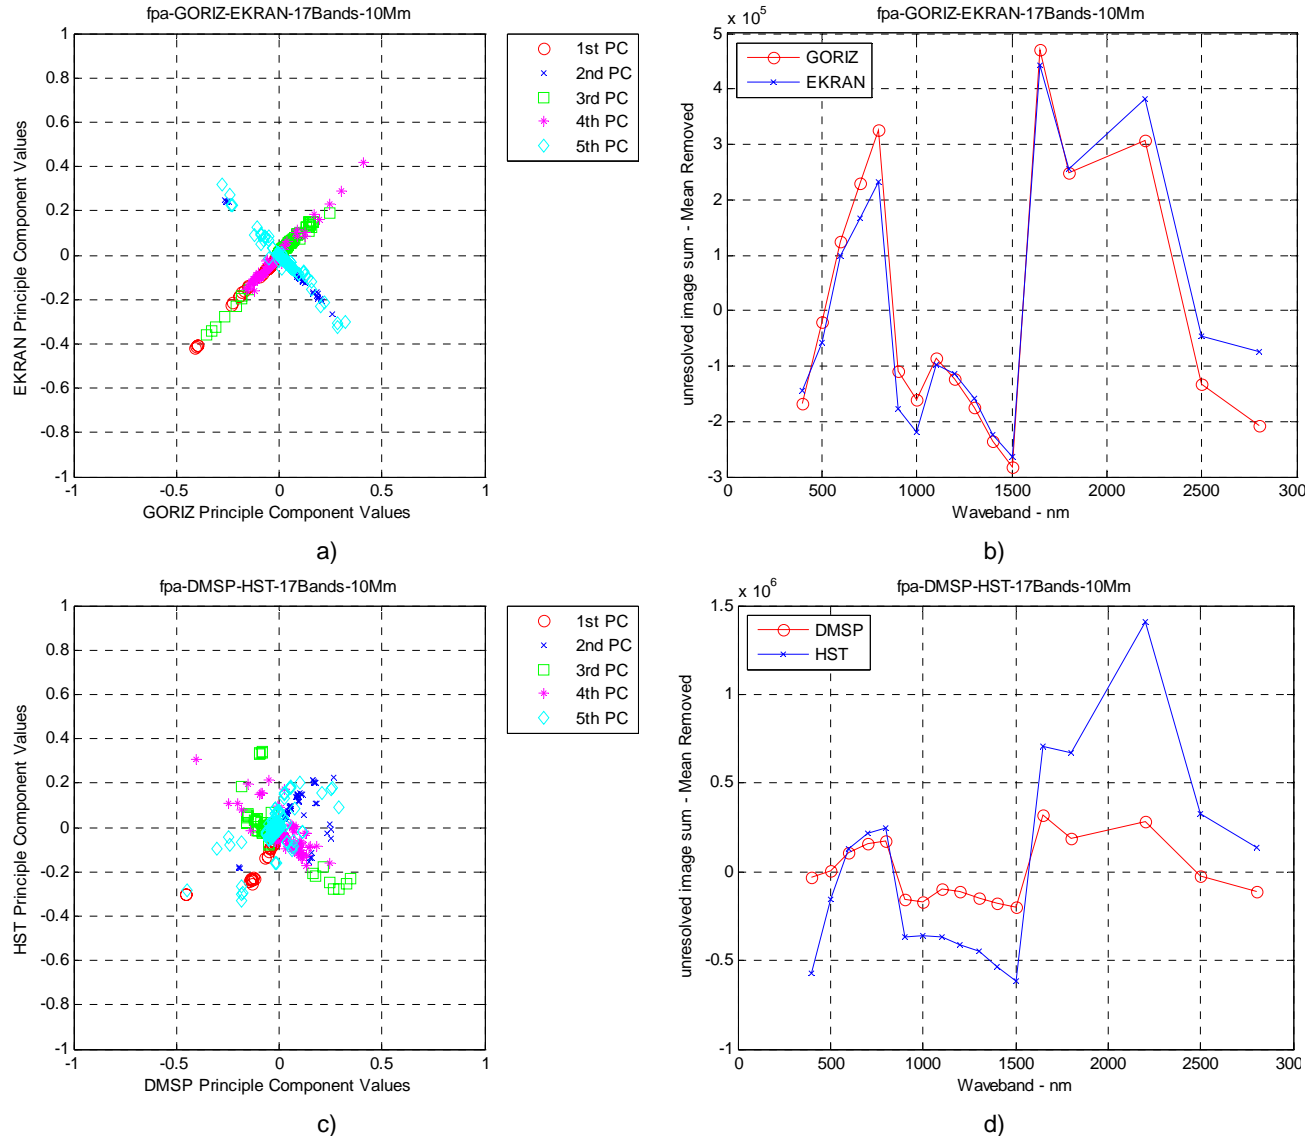 fpa-GORIZ-EKRAN-17Bands-10Mm
1
0.8
0.6
0.4
0.2
0
-0.2
-0.4
-0.6
-0.8
-1
-1
-0.5
0
0.5
1
EKRAN Principle Component Values
GORIZ Principle Component Values
1st PC
2nd PC
3rd PC
4th PC
5th PC
a)
fpa-GORIZ-EKRAN-17Bands-10Mm
x 10^5
5
4
3
2
1
0
-1
-2
-3
0
500
1000
1500
2000
2500
300
unresolved image sum - Mean Removed
Waveband - nm
GORIZ
EKRAN
b)
fpa-DMSP-HST-17Bands-10Mm
1
0.8
0.6
0.4
0.2
0
-0.2
-0.4
-0.6
-0.8
-1
-1
-0.5
0
0.5
1
HST Principle Component Values
DMSP Principle Component Values
1st PC
2nd PC
3rd PC
4th PC
5th PC
c)
fpa-DMSP-HST-17Bands-10Mm
x 10^6
1.5
1
0.5
0
-0.5
-1
0
500
1000
1500
2000
2500
3000
unresolved image sum - Mean Removed
Waveband - nm
DMSP
HST
d)